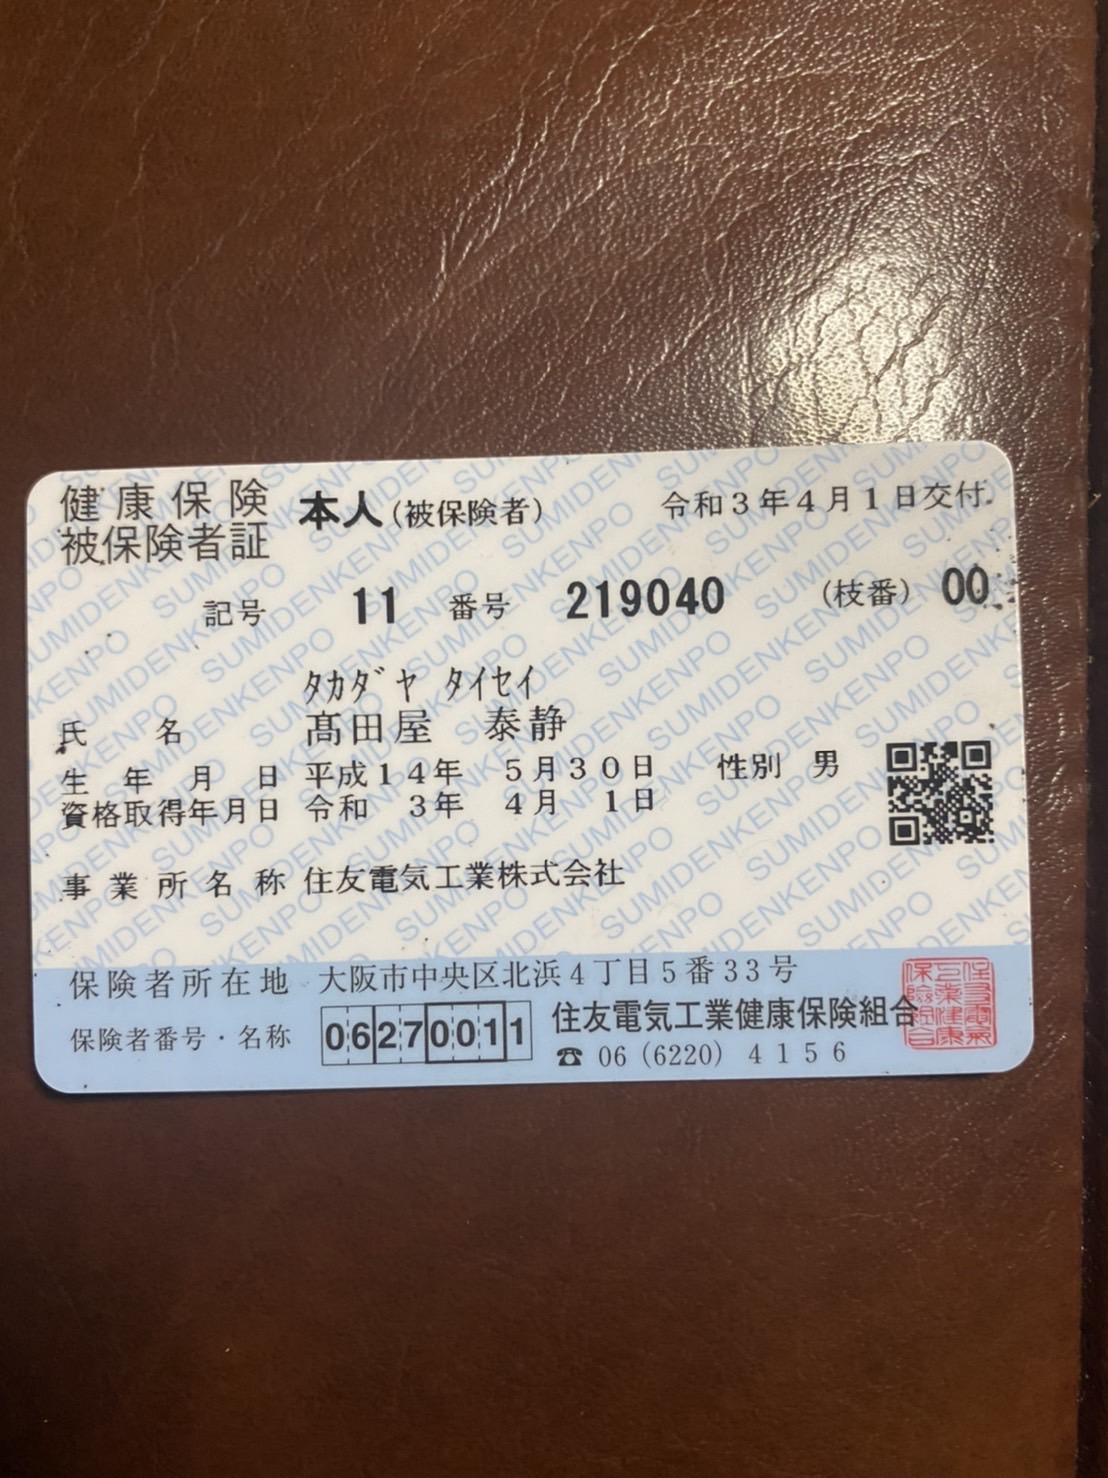 健康保険
被保険者証
本人(被保険者)
令和3年4月1日交付
記号 11 番号 219040 (枝番) 00
ﾀｶﾀﾞﾔ ﾀｲｾｲ
氏名 髙田屋 泰静
生年月日 平成14年 5月30日 性別 男
資格取得年月日 令和 3年 4月 1日
事業所名称 住友電気工業株式会社
保険者所在地 大阪市中央区北浜4丁目5番33号
保険者番号・名称 06270011 住友電気工業健康保険組合
☎ 06 (6220) 4156
SUMIDENKENPO